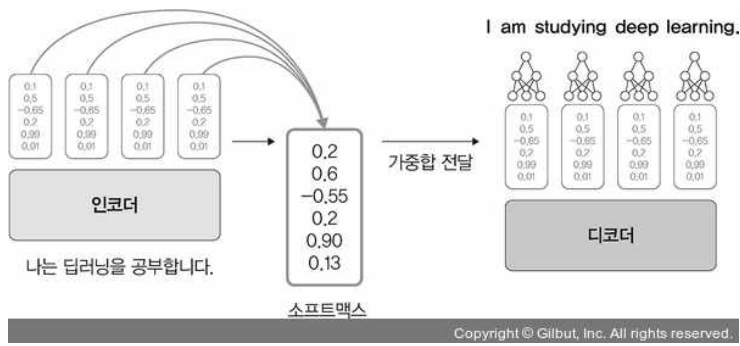 I am studying deep learning.
0.1 0.1 0.1 0.1
0.5 0.5 0.5 0.5
-0.65 -0.65 -0.65 -0.65
0.2 0.2 0.2 0.2
0.99 0.99 0.99 0.99
0.01 0.01 0.01 0.01
인코더
나는 딥러닝을 공부합니다.
0.2
0.6
-0.55
0.2
0.90
0.13
소프트맥스
가중합 전달
0.1 0.1 0.1 0.1
0.5 0.5 0.5 0.5
-0.65 -0.65 -0.65 -0.65
0.2 0.2 0.2 0.2
0.99 0.99 0.99 0.99
0.01 0.01 0.01 0.01
디코더
Copyright © Gilbut, Inc. All rights reserved.